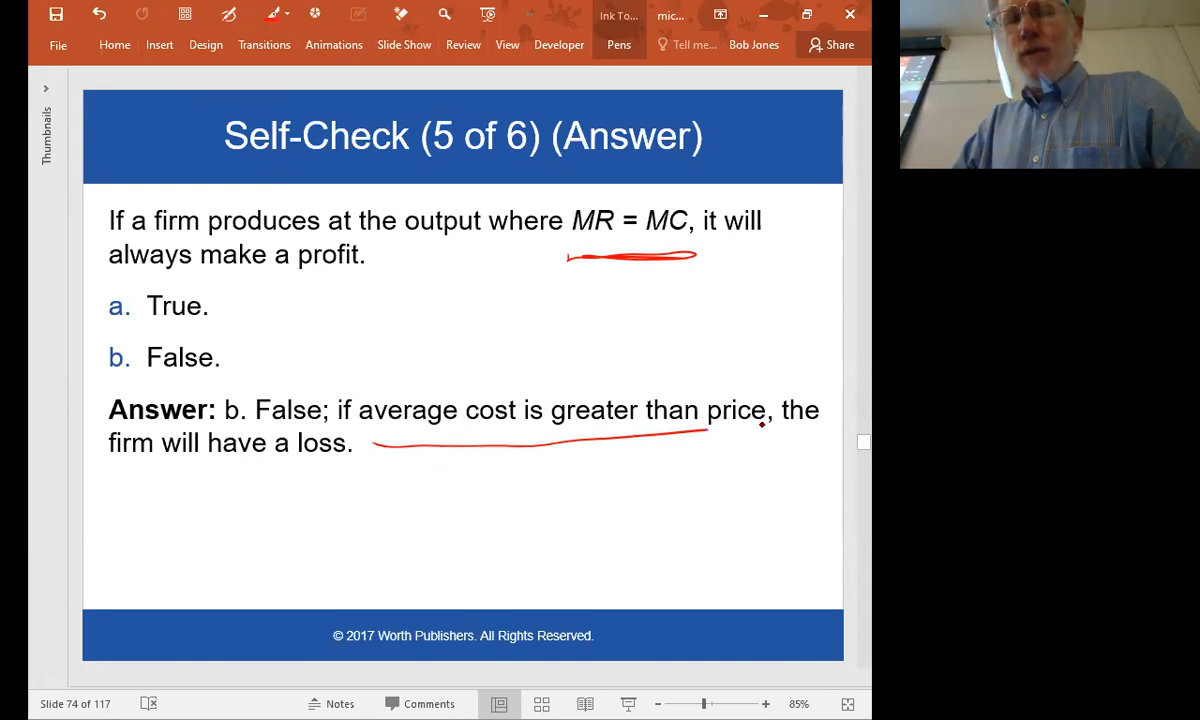 Ink To...
mic...
File
Home
Insert
Design
Transitions
Animations
Slide Show
Review
View
Developer
Pens
Tell me...
Bob Jones
Share
Thumbnails
Self-Check (5 of 6) (Answer)
If a firm produces at the output where MR = MC, it will
always make a profit.
a. True.
b. False.
Answer: b. False; if average cost is greater than price, the
firm will have a loss.
© 2017 Worth Publishers. All Rights Reserved.
Slide 74 of 117
Notes
Comments
85%